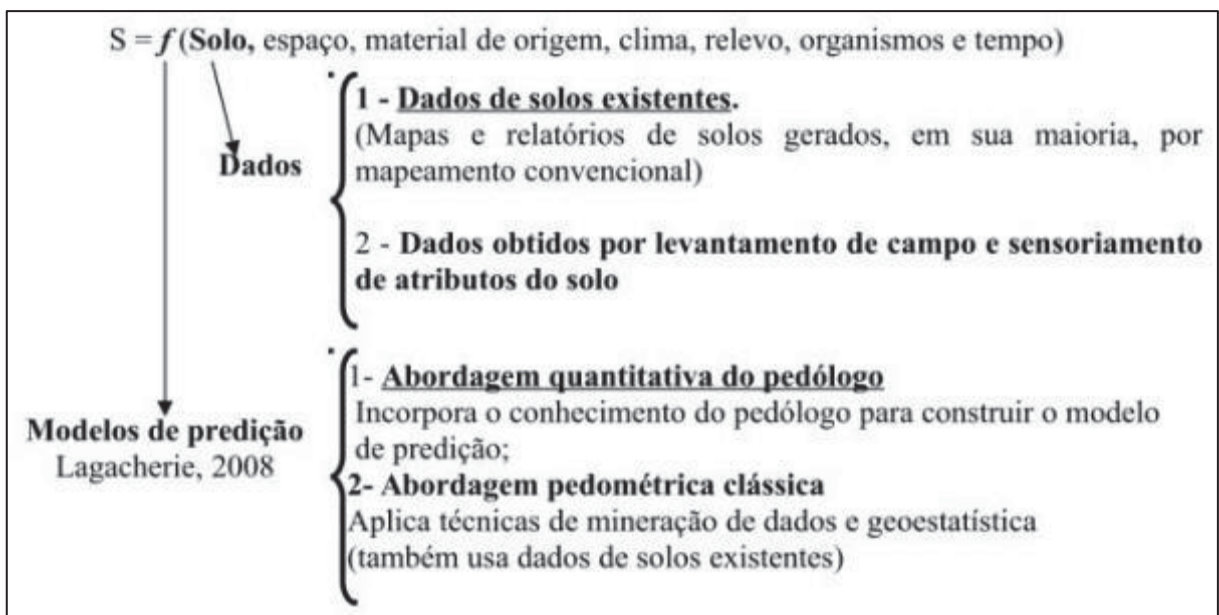 S = f (Solo, espaço, material de origem, clima, relevo, organismos e tempo)
1 - Dados de solos existentes.
(Mapas e relatórios de solos gerados, em sua maioria, por
mapeamento convencional)
Dados
2 - Dados obtidos por levantamento de campo e sensoriamento
de atributos do solo
1- Abordagem quantitativa do pedólogo
Incorpora o conhecimento do pedólogo para construir o modelo
de predição;
Modelos de predição
Lagacherie, 2008
2- Abordagem pedométrica clássica
Aplica técnicas de mineração de dados e geoestatística
(também usa dados de solos existentes)